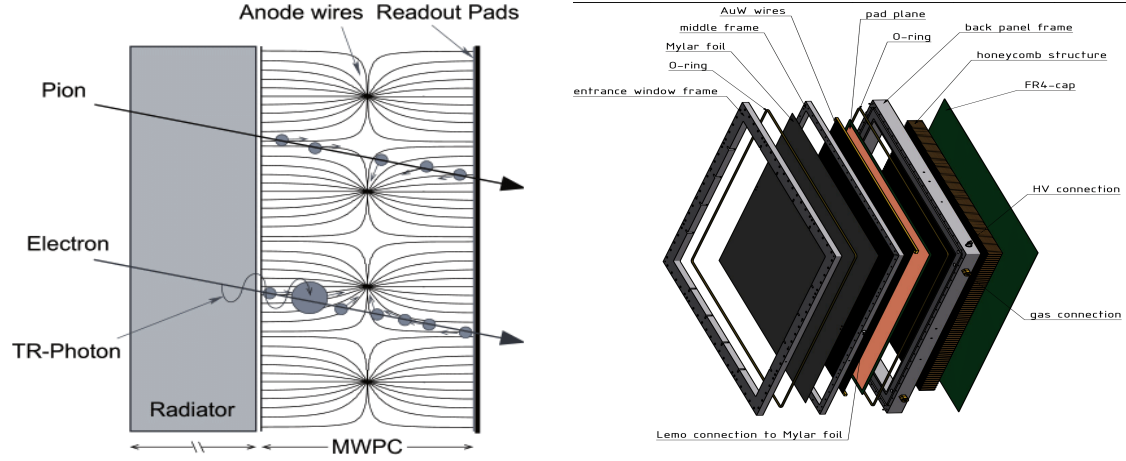 Anode wires
Readout Pads
Pion
Electron
TR-Photon
Radiator
MWPC
AuW wires
pad plane
middle frame
O-ring
back panel frame
Mylar foil
honeycomb structure
O-ring
FR4-cap
entrance window frame
HV connection
gas connection
Lemo connection to Mylar foil